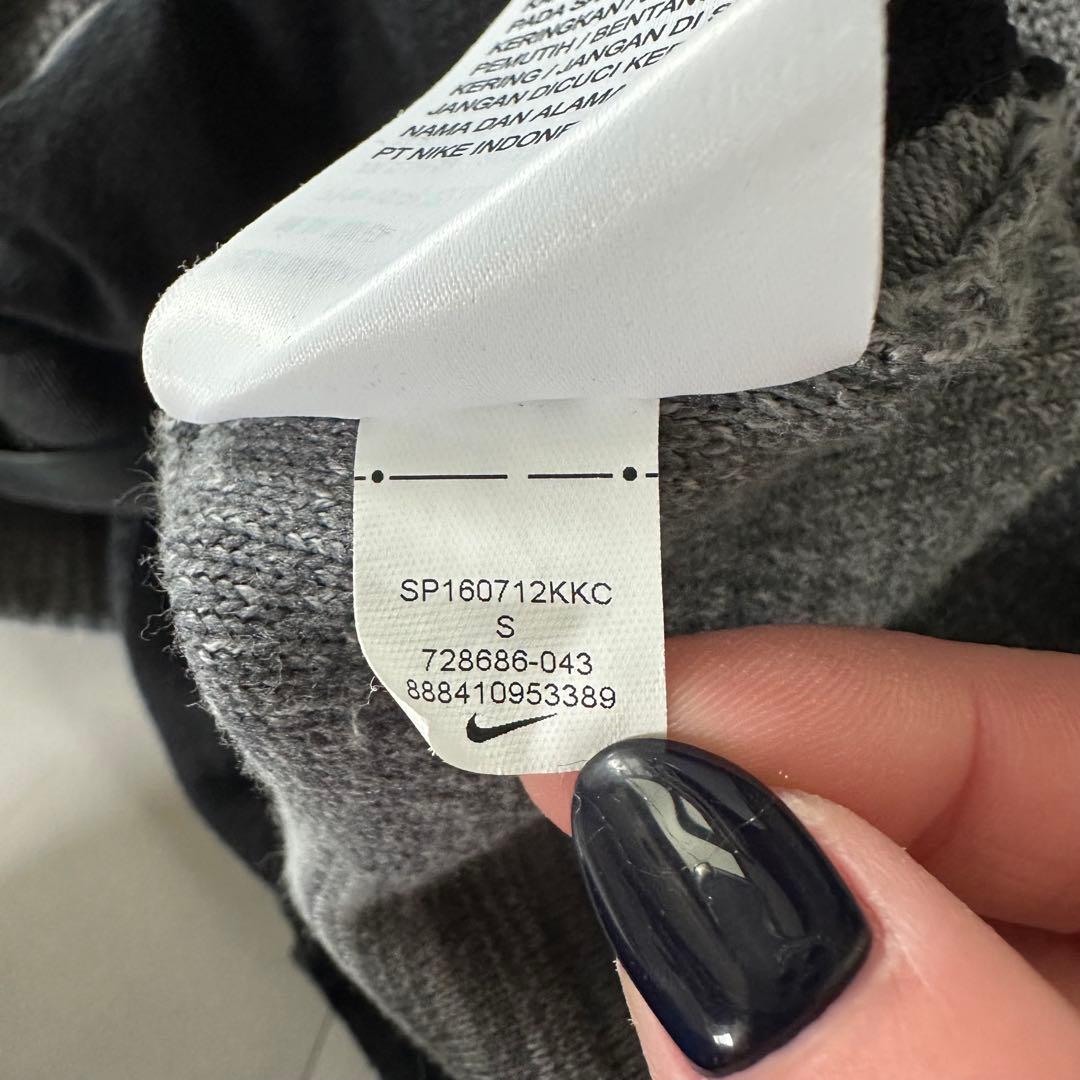 PADA
KERINGKAN
PEMUTIH / BENTAN
KERING / JANGAN DI S
JANGAN DICUCI KE
NAMA DAN ALAMA
PT NIKE INDONE
SP160712KKC
S
728686-043
888410953389